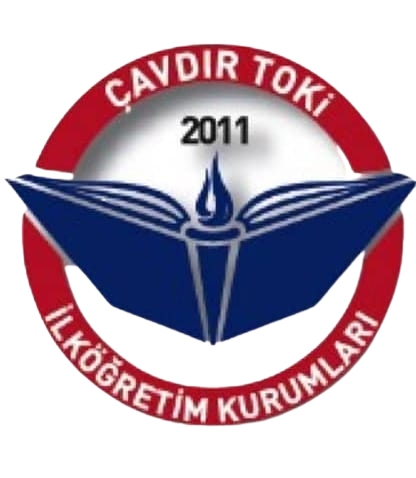 ÇAVDIR TOKİ
2011
İLKÖĞRETİM KURUMLARI